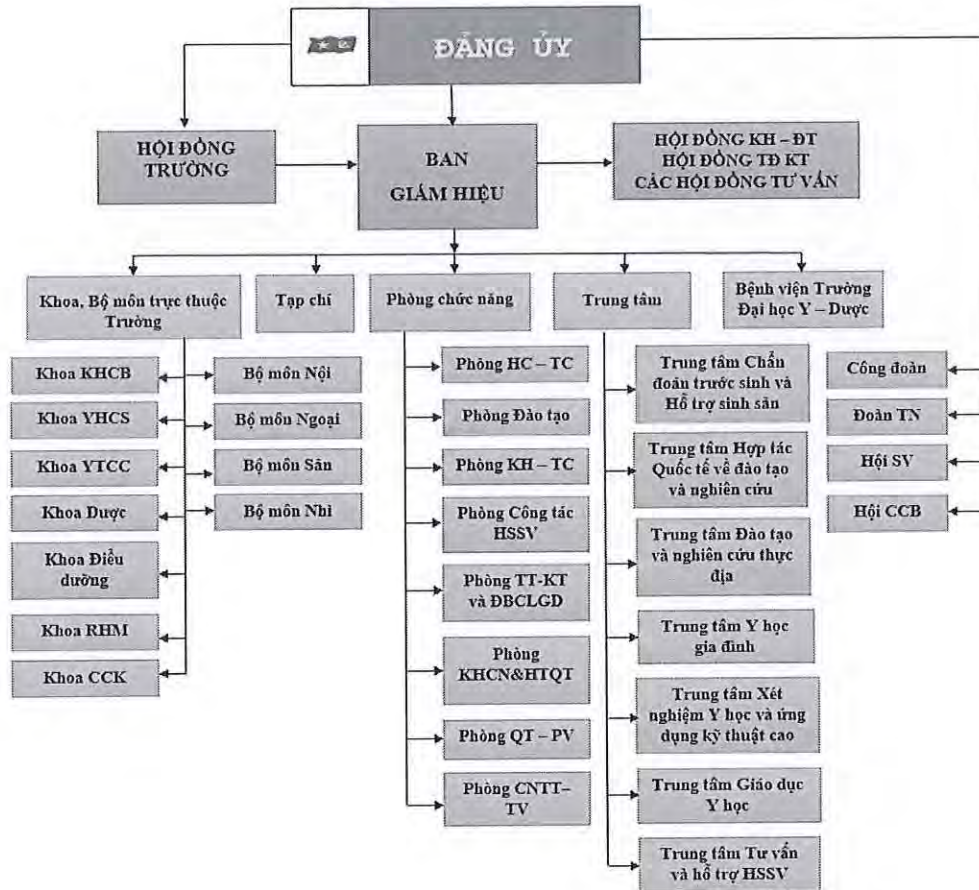 ĐẢNG ỦY
HỘI ĐỒNG
TRƯỜNG
BAN
GIÁM HIỆU
HỘI ĐỒNG KH – ĐT
HỘI ĐỒNG TĐ KT
CÁC HỘI ĐỒNG TƯ VẤN
Khoa, Bộ môn trực thuộc
Trường
Tạp chí
Phòng chức năng
Trung tâm
Bệnh viện Trường
Đại học Y – Dược
Khoa KHCB
Khoa YHCS
Khoa YTCC
Khoa Dược
Khoa Điều
dưỡng
Khoa RHM
Khoa CCK
Bộ môn Nội
Bộ môn Ngoại
Bộ môn Sản
Bộ môn Nhi
Phòng HC – TC
Phòng Đào tạo
Phòng KH – TC
Phòng Công tác
HSSV
Phòng TT-KT
và ĐBCLGD
Phòng
KHCN&HTQT
Phòng QT – PV
Phòng CNTT–
TV
Trung tâm Chẩn
đoán trước sinh và
Hỗ trợ sinh sản
Trung tâm Hợp tác
Quốc tế về đào tạo
và nghiên cứu
Trung tâm Đào tạo
và nghiên cứu thực
địa
Trung tâm Y học
gia đình
Trung tâm Xét
nghiệm Y học và ứng
dụng kỹ thuật cao
Trung tâm Giáo dục
Y học
Trung tâm Tư vấn
và hỗ trợ HSSV
Công đoàn
Đoàn TN
Hội SV
Hội CCB